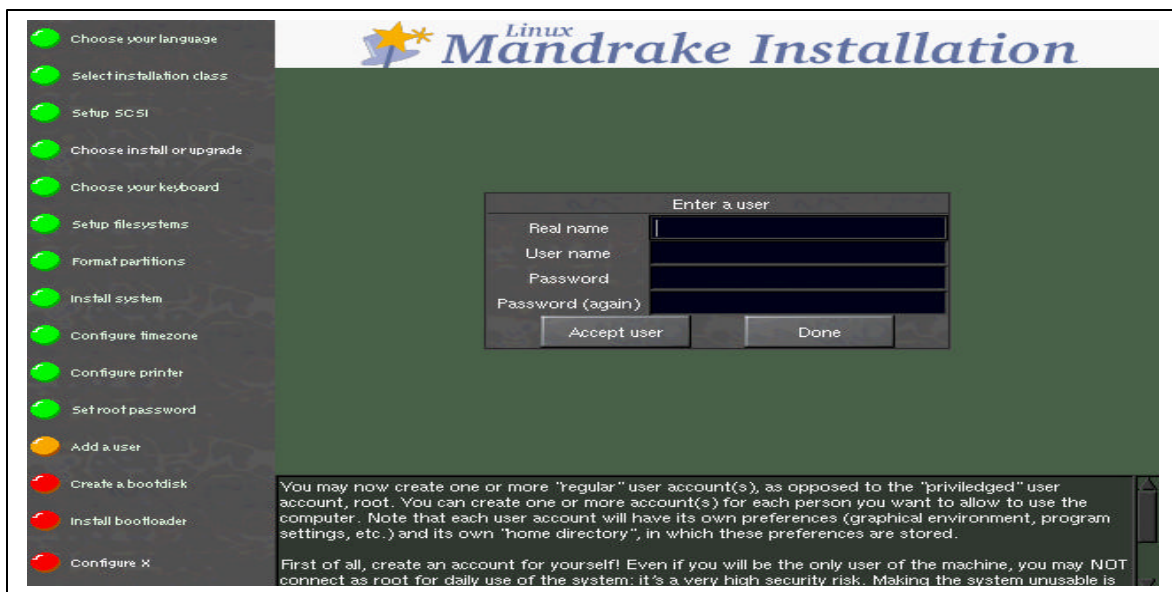 Choose your language
Select installation class
Setup SCSI
Choose install or upgrade
Choose your keyboard
Setup filesystems
Format partitions
Install system
Configure timezone
Configure printer
Set root password
Add a user
Create a bootdisk
Install bootloader
Configure X
Linux
Mandrake Installation
Enter a user
Real name
User name
Password
Password (again)
Accept user Done
You may now create one or more "regular" user account(s), as opposed to the "priviledged" user
account, root. You can create one or more account(s) for each person you want to allow to use the
computer. Note that each user account will have its own preferences (graphical environment, program
settings, etc.) and its own "home directory", in which these preferences are stored.
First of all, create an account for yourself! Even if you will be the only user of the machine, you may NOT
connect as root for daily use of the system: it's a very high security risk. Making the system unusable is